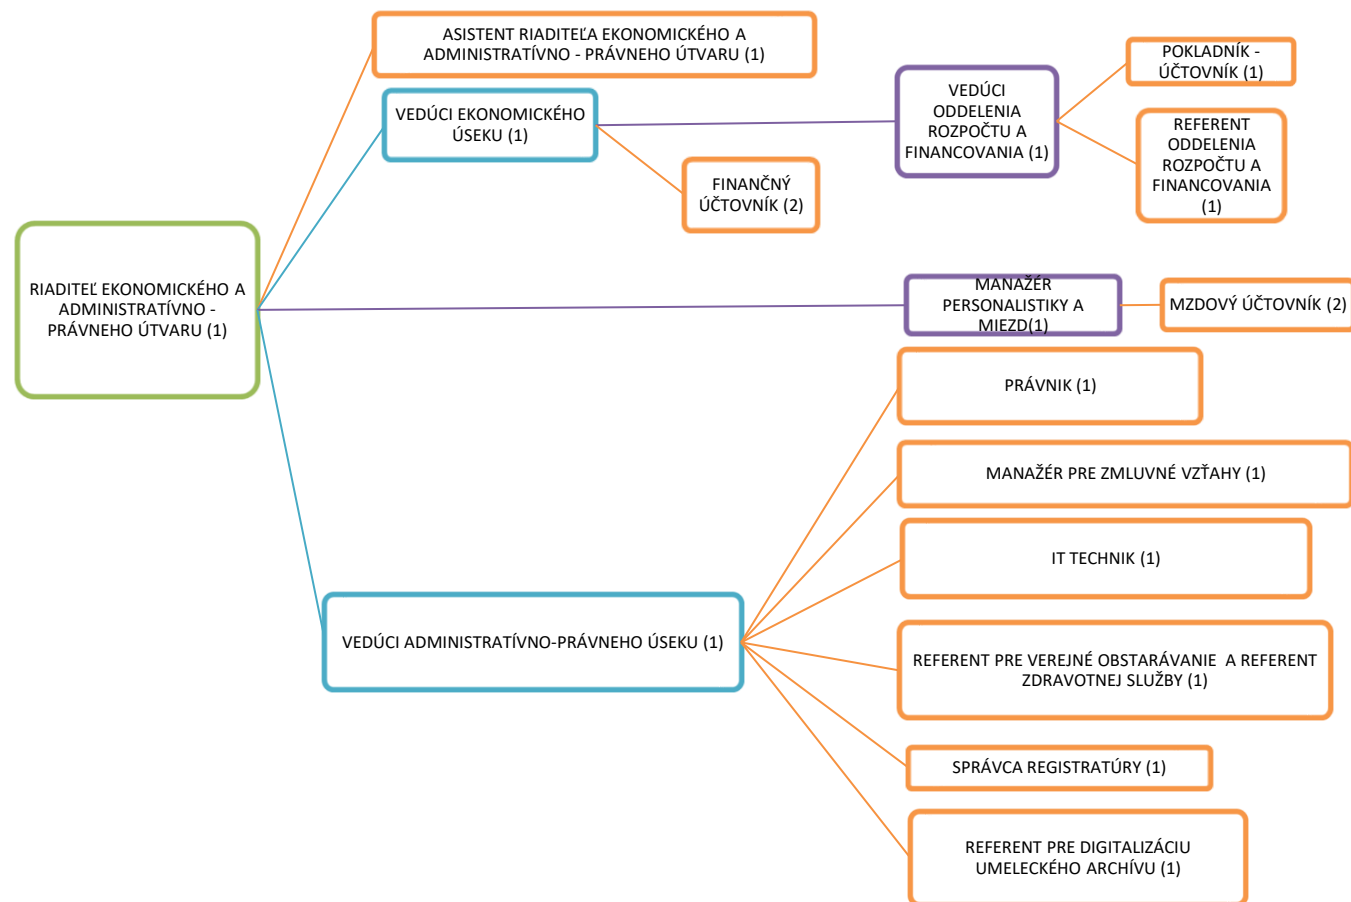 ASISTENT RIADITEĽA EKONOMICKÉHO A
ADMINISTRATÍVNO - PRÁVNEHO ÚTVARU (1)
VEDÚCI EKONOMICKÉHO
ÚSEKU (1)
FINANČNÝ
ÚČTOVNÍK (2)
VEDÚCI
ODDELENIA
ROZPOČTU A
FINANCOVANIA (1)
POKLADNÍK -
ÚČTOVNÍK (1)
REFERENT
ODDELENIA
ROZPOČTU A
FINANCOVANIA
(1)
RIADITEĽ EKONOMICKÉHO A
ADMINISTRATÍVNO -
PRÁVNEHO ÚTVARU (1)
MANAŽÉR
PERSONALISTIKY A
MIEZD(1)
MZDOVÝ ÚČTOVNÍK (2)
PRÁVNIK (1)
MANAŽÉR PRE ZMLUVNÉ VZŤAHY (1)
IT TECHNIK (1)
VEDÚCI ADMINISTRATÍVNO-PRÁVNEHO ÚSEKU (1)
REFERENT PRE VEREJNÉ OBSTARÁVANIE  A REFERENT
ZDRAVOTNEJ SLUŽBY (1)
SPRÁVCA REGISTRATÚRY (1)
REFERENT PRE DIGITALIZÁCIU
UMELECKÉHO ARCHÍVU (1)